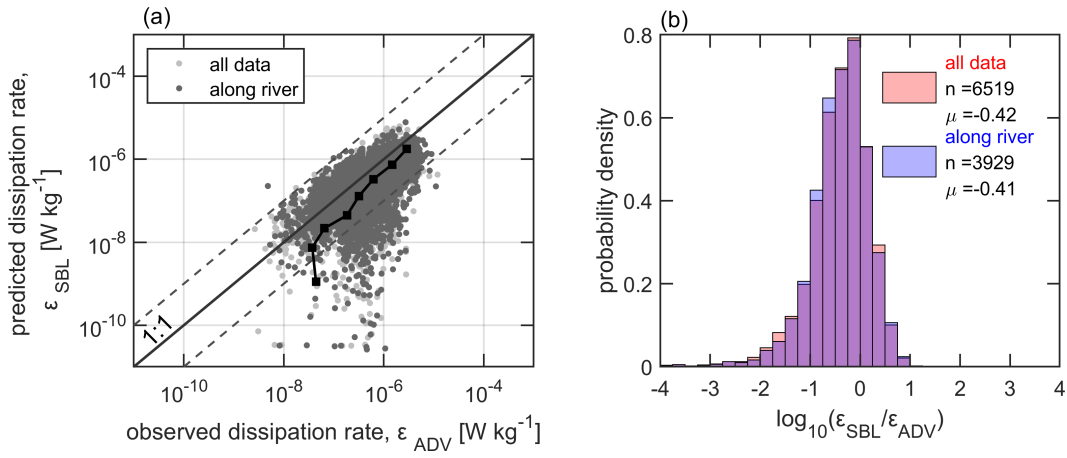 (a)
predicted dissipation rate,
ε SBL [W kg-1]
10-4
10-6
10-8
10-10
all data
along river
1:1
10-10
10-8
10-6
10-4
observed dissipation rate, ε ADV [W kg-1]
(b)
probability density
0.8
0.6
0.4
0.2
0
all data
n =6519
μ =-0.42
along river
n =3929
μ =-0.41
-4
-3
-2
-1
0
1
2
3
4
log10(εSBL/εADV)